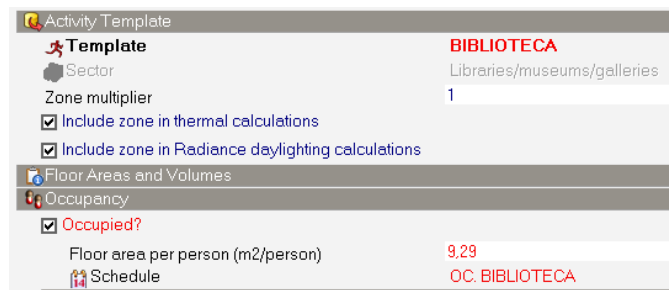 Activity Template
Template BIBLIOTECA
Sector Libraries/museums/galleries
Zone multiplier 1
Include zone in thermal calculations
Include zone in Radiance daylighting calculations
Floor Areas and Volumes
Occupancy
Occupied?
Floor area per person (m2/person) 9,29
14 Schedule OC. BIBLIOTECA